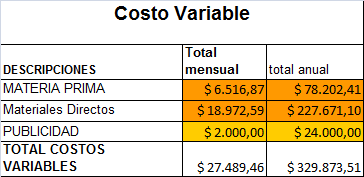 Costo Variable
DESCRIPCIONES Total mensual total anual
MATERIA PRIMA $ 6.516,87 $ 78.202,41
Materiales Directos $ 18.972,59 $ 227.671,10
PUBLICIDAD $ 2.000,00 $ 24.000,00
TOTAL COSTOS
VARIABLES $ 27.489,46 $ 329.873,51